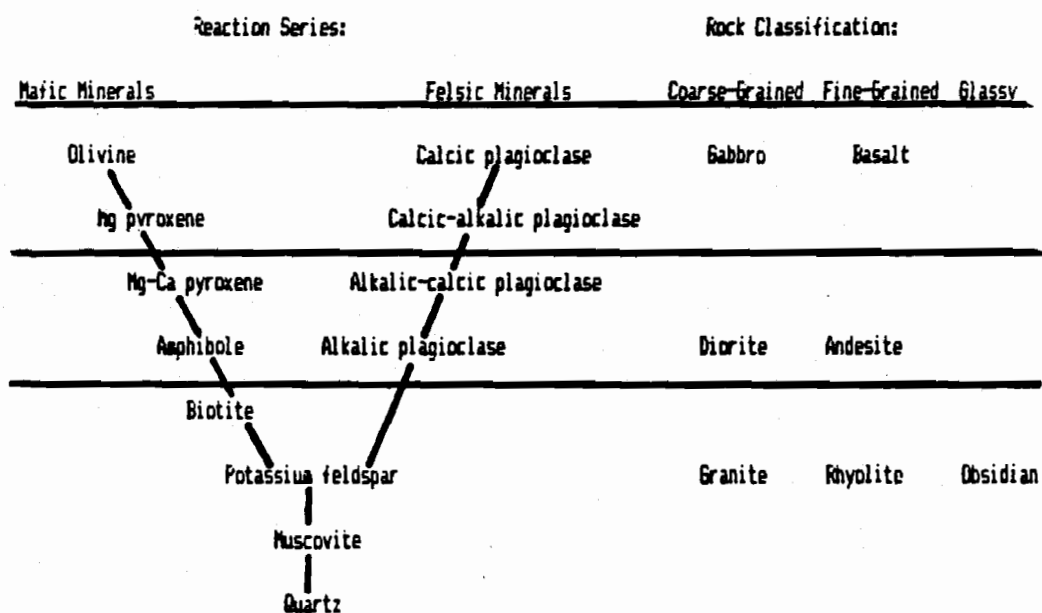 Reaction Series: Rock Classification:
Mafic Minerals Felsic Minerals Coarse-Grained Fine-Grained Glassy
Olivine Calcic plagioclase Gabbro Basalt
Mg pyroxene Calcic-alkalic plagioclase
Mg-Ca pyroxene Alkalic-calcic plagioclase
Amphibole Alkalic plagioclase Diorite Andesite
Biotite
Potassium feldspar Granite Rhyolite Obsidian
Muscovite
Quartz